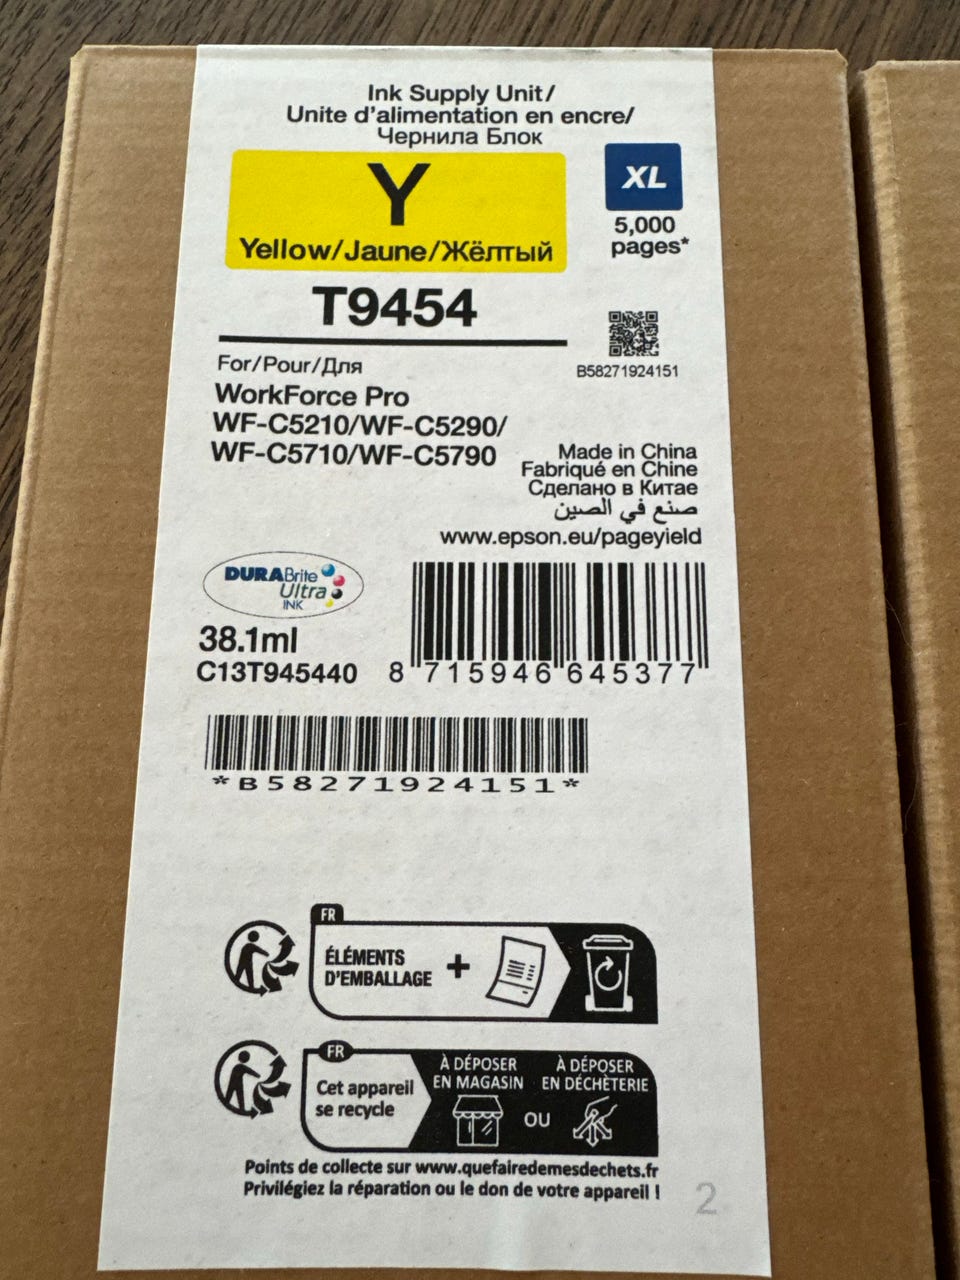 Ink Supply Unit/
Unite d'alimentation en encre/
Чернила Блок
Y
Yellow/Jaune/Жёлтый
XL
5,000
pages*
T9454
B58271924151
For/Pour/Для
WorkForce Pro
WF-C5210/WF-C5290/
WF-C5710/WF-C5790
Made in China
Fabriqué en Chine
Сделано в Китае
صنع في الصين
www.epson.eu/pageyield
DURABrite
Ultra
INK
38.1ml
C13T945440
8 715946 645377
*B58271924151*
FR
ÉLÉMENTS
D'EMBALLAGE
+
FR
Cet appareil
se recycle
À DÉPOSER
EN MAGASIN
OU
À DÉPOSER
EN DÉCHÈTERIE
Points de collecte sur www.quefairedemesdechets.fr
Privilégiez la réparation ou le don de votre appareil !
2